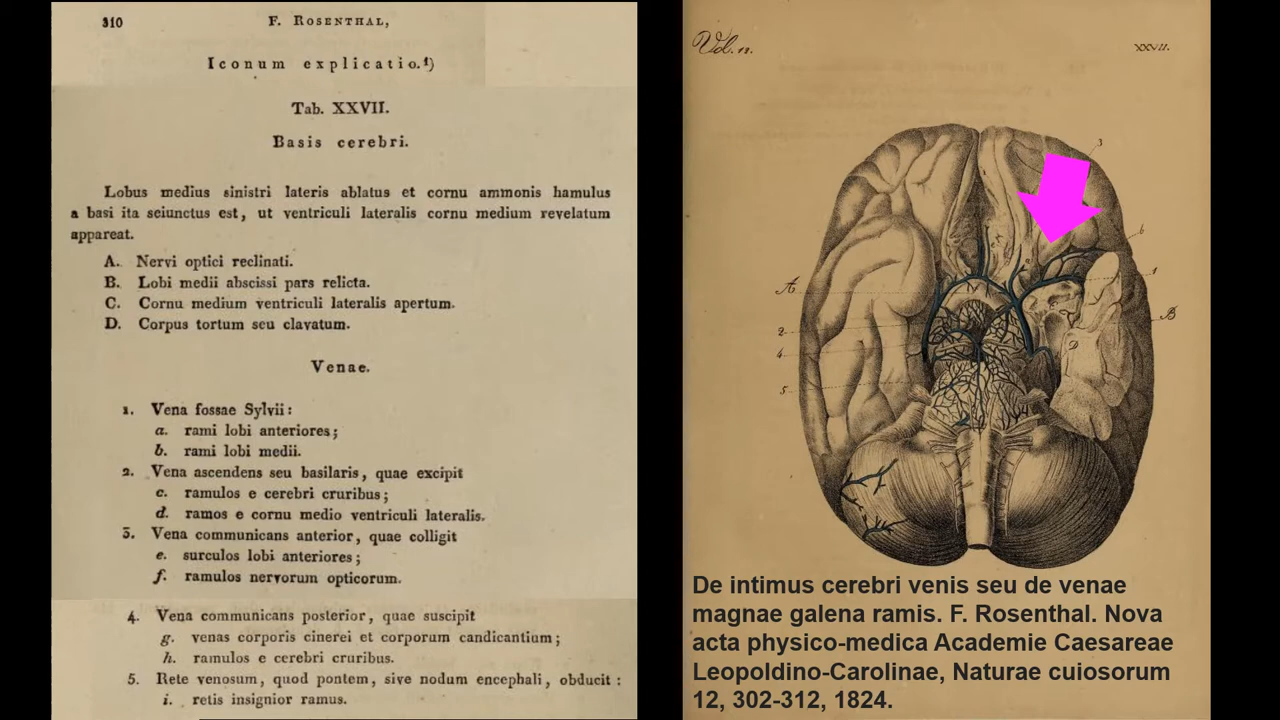 310 F. Rosenthal,
Iconum explicatio.¹)
Tab. XXVII.
Basis cerebri.
Lobus medius sinistri lateris ablatus et cornu ammonis hamulus
a basi ita seiunctus est, ut ventriculi lateralis cornu medium revelatum
appareat.
A. Nervi optici reclinati.
B. Lobi medii abscissi pars relicta.
C. Cornu medium ventriculi lateralis apertum.
D. Corpus tortum seu clavatum.
Venae.
1. Vena fossae Sylvii:
a. rami lobi anteriores;
b. rami lobi medii.
2. Vena ascendens seu basilaris, quae excipit
c. ramulos e cerebri cruribus;
d. ramos e cornu medio ventriculi lateralis.
3. Vena communicans anterior, quae colligit
e. surculos lobi anteriores;
f. ramulos nervorum opticorum.
4. Vena communicans posterior, quae suscipit
g. venas corporis cinerei et corporum candicantium;
h. ramulos e cerebri cruribus.
5. Rete venosum, quod pontem, sive nodum encephali, obducit:
i. retis insignior ramus.
Vol. 12. XXVII.
3
b
A
1
B
2
4
D
5
De intimus cerebri venis seu de venae
magnae galena ramis. F. Rosenthal. Nova
acta physico-medica Academie Caesareae
Leopoldino-Carolinae, Naturae cuiosorum
12, 302-312, 1824.